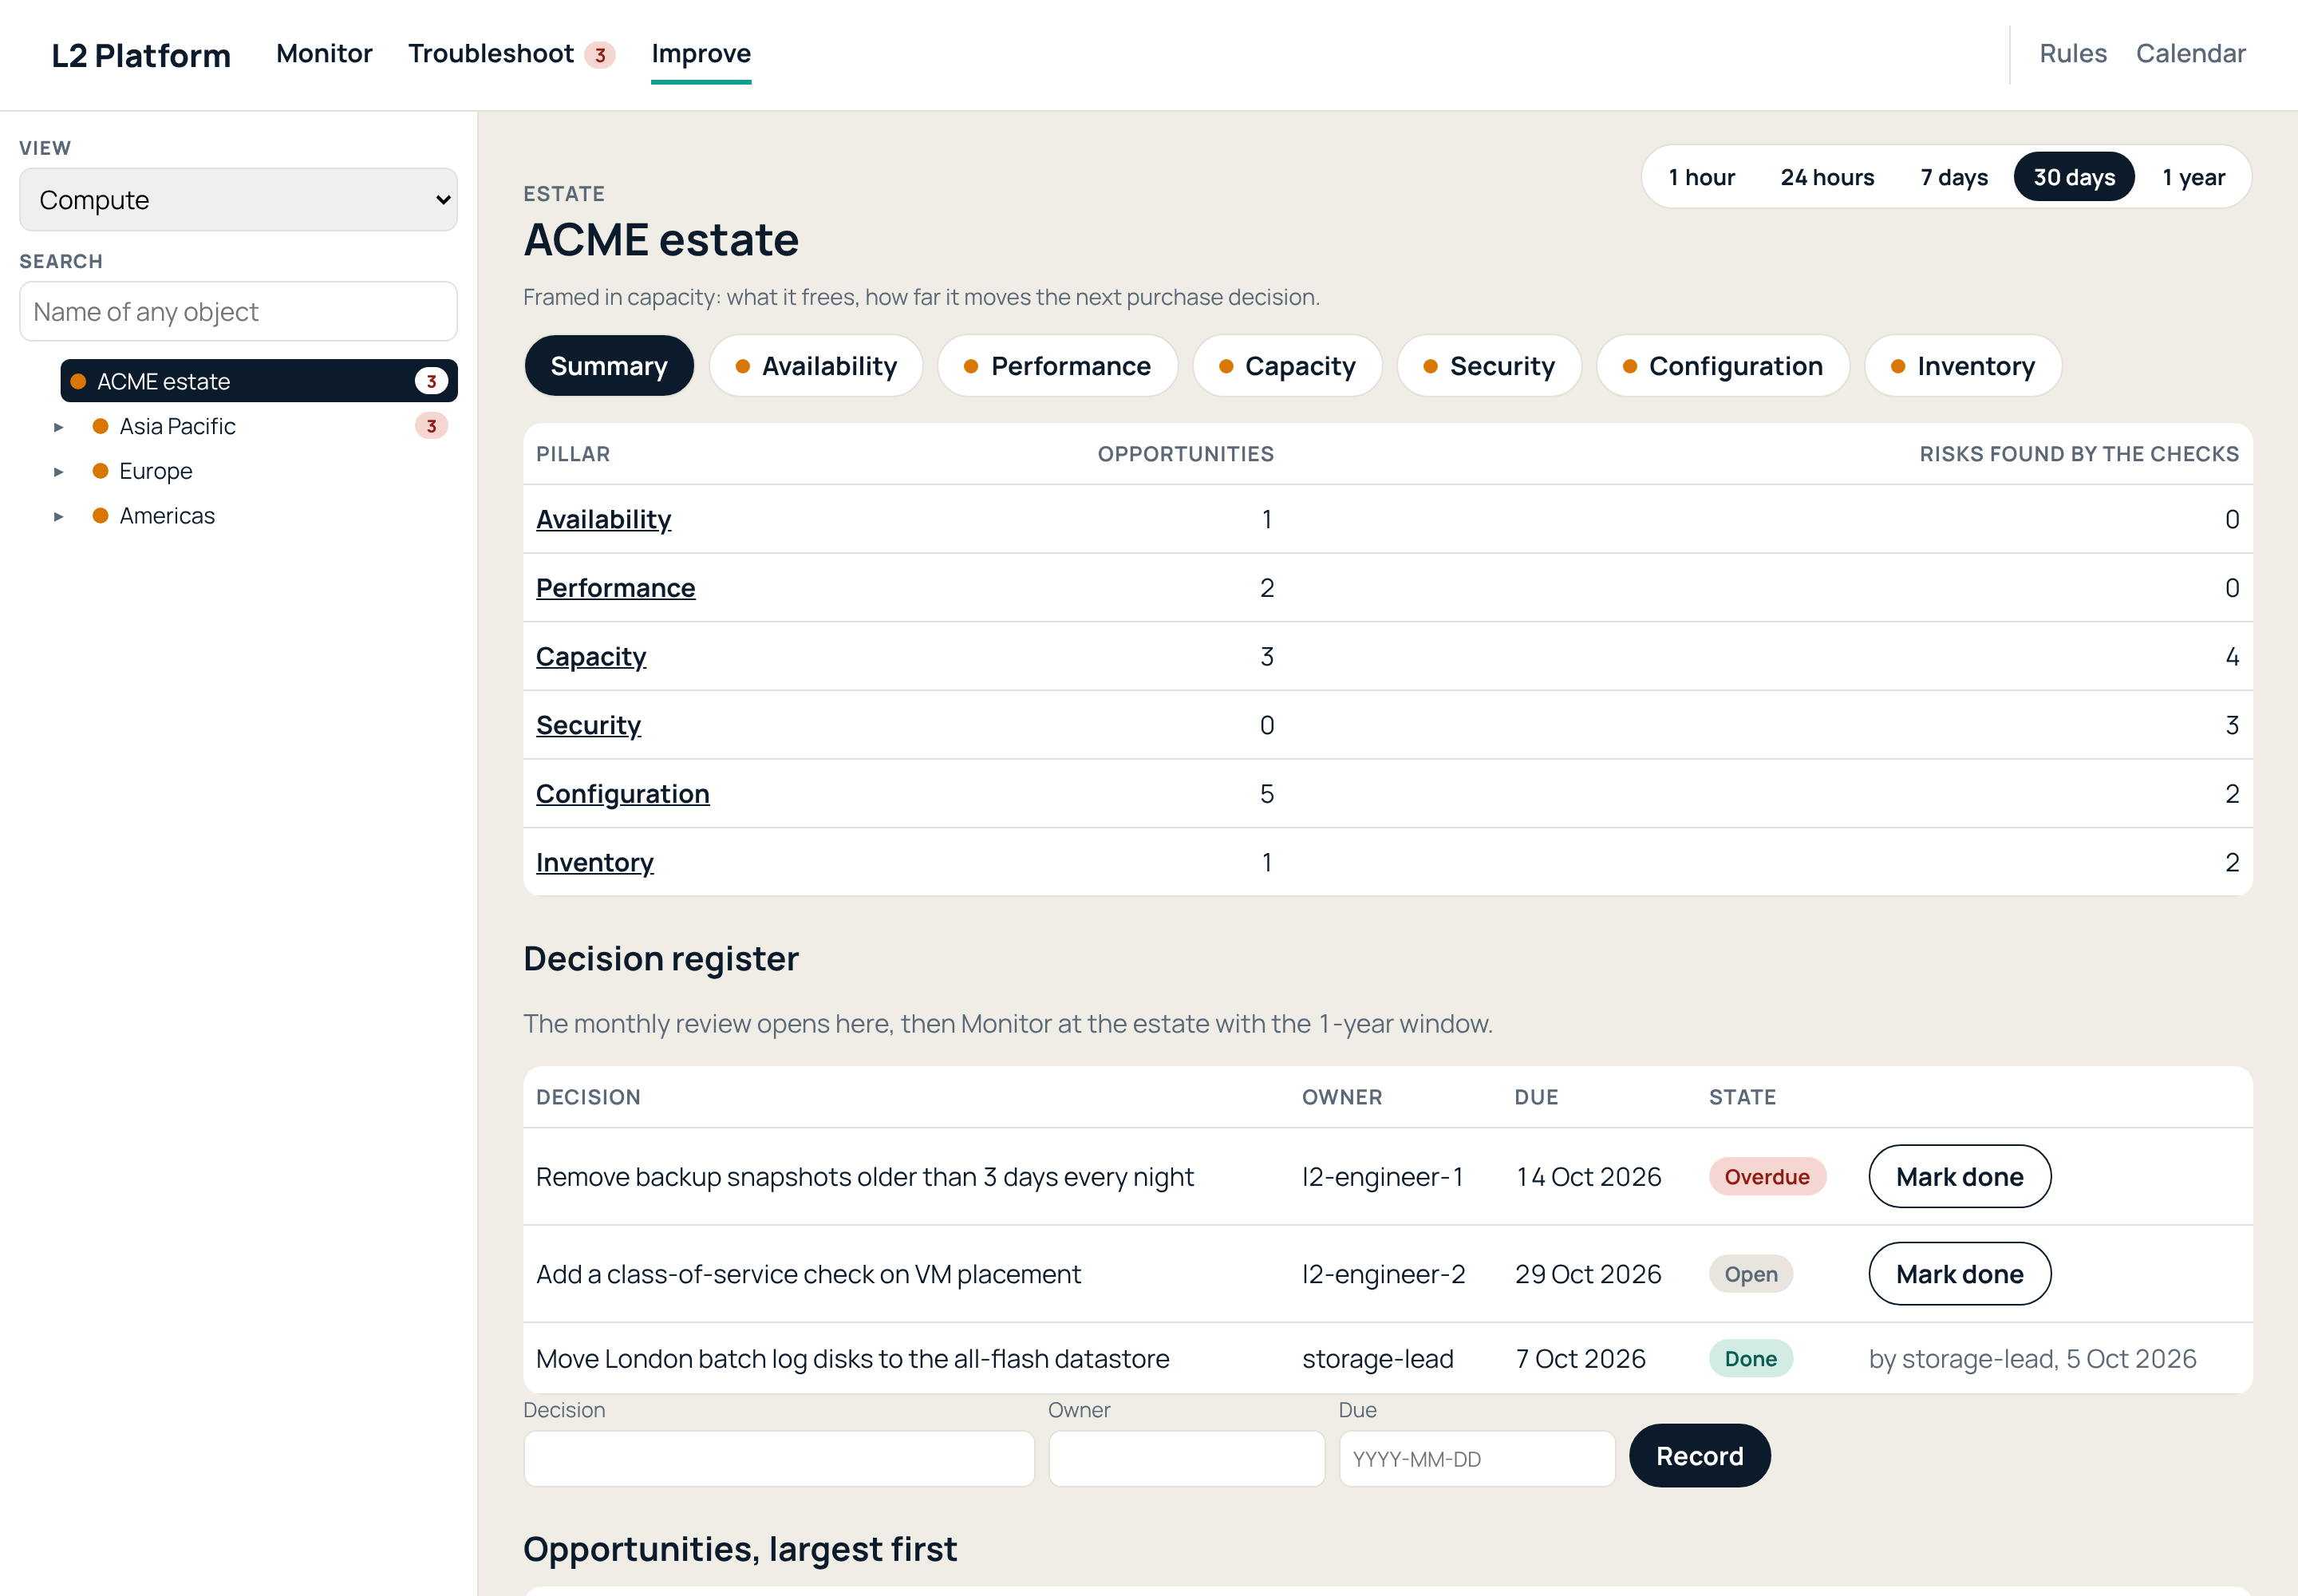 L2 Platform Monitor Troubleshoot 3 Improve Rules Calendar
VIEW
Compute
SEARCH
Name of any object
ACME estate 3
Asia Pacific 3
Europe
Americas
1 hour 24 hours 7 days 30 days 1 year
ESTATE
ACME estate
Framed in capacity: what it frees, how far it moves the next purchase decision.
Summary Availability Performance Capacity Security Configuration Inventory
PILLAR OPPORTUNITIES RISKS FOUND BY THE CHECKS
Availability 1 0
Performance 2 0
Capacity 3 4
Security 0 3
Configuration 5 2
Inventory 1 2
Decision register
The monthly review opens here, then Monitor at the estate with the 1-year window.
DECISION OWNER DUE STATE
Remove backup snapshots older than 3 days every night l2-engineer-1 14 Oct 2026 Overdue Mark done
Add a class-of-service check on VM placement l2-engineer-2 29 Oct 2026 Open Mark done
Move London batch log disks to the all-flash datastore storage-lead 7 Oct 2026 Done by storage-lead, 5 Oct 2026
Decision Owner Due
YYYY-MM-DD Record
Opportunities, largest first